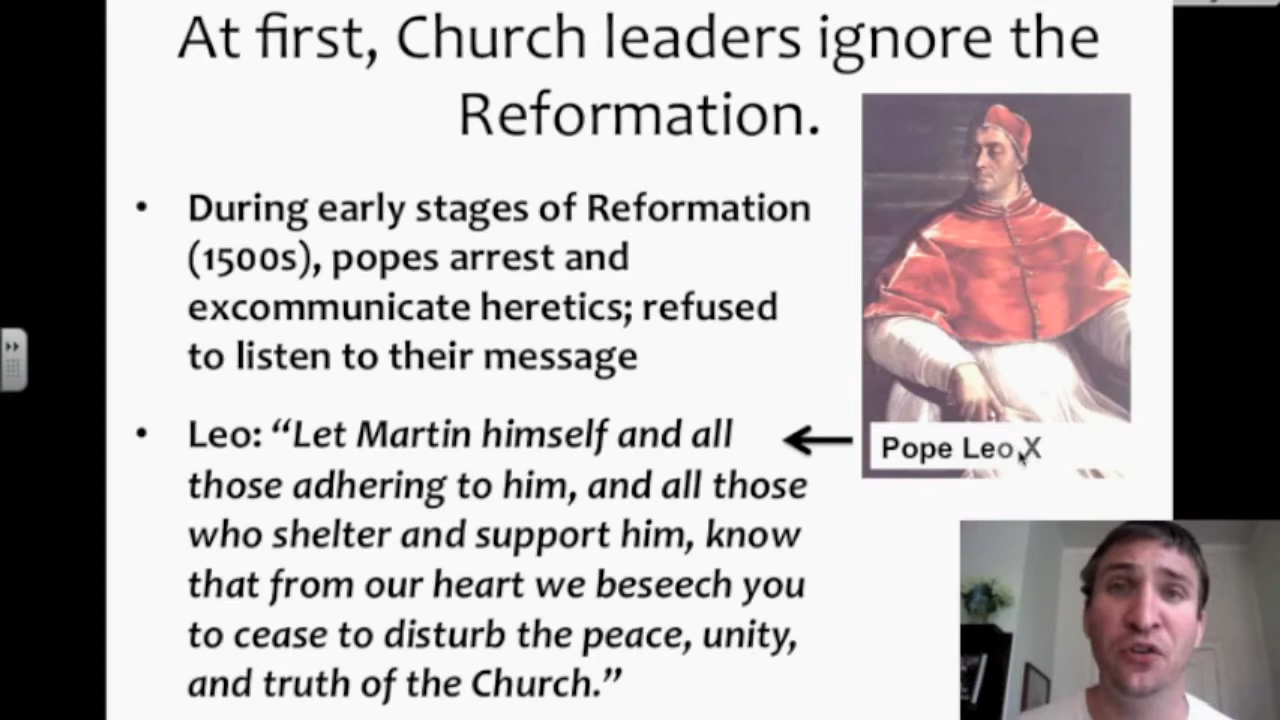 At first, Church leaders ignore the
Reformation.
• During early stages of Reformation
(1500s), popes arrest and
excommunicate heretics; refused
to listen to their message
• Leo: “Let Martin himself and all
those adhering to him, and all those
who shelter and support him, know
that from our heart we beseech you
to cease to disturb the peace, unity,
and truth of the Church.”
Pope Leo X